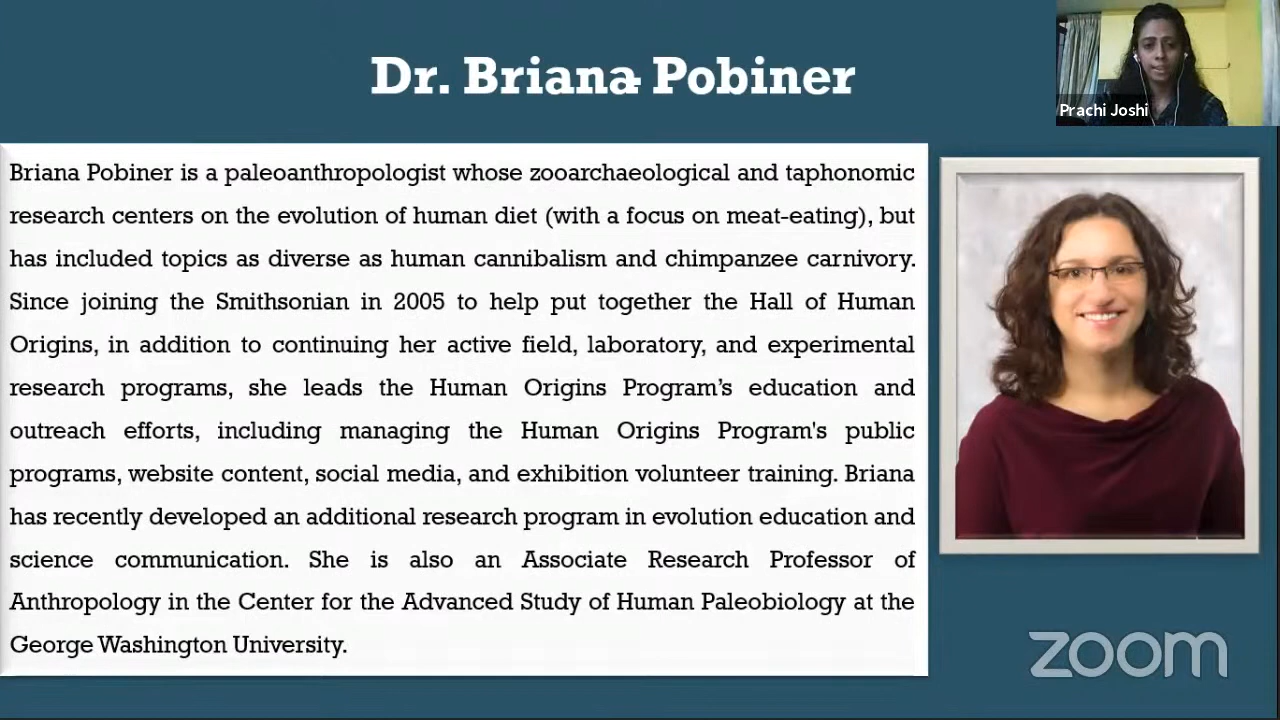 Dr. Briana Pobiner
Prachi Joshi
Briana Pobiner is a paleoanthropologist whose zooarchaeological and taphonomic
research centers on the evolution of human diet (with a focus on meat-eating), but
has included topics as diverse as human cannibalism and chimpanzee carnivory.
Since joining the Smithsonian in 2005 to help put together the Hall of Human
Origins, in addition to continuing her active field, laboratory, and experimental
research programs, she leads the Human Origins Program’s education and
outreach efforts, including managing the Human Origins Program's public
programs, website content, social media, and exhibition volunteer training. Briana
has recently developed an additional research program in evolution education and
science communication. She is also an Associate Research Professor of
Anthropology in the Center for the Advanced Study of Human Paleobiology at the
George Washington University.
zoom